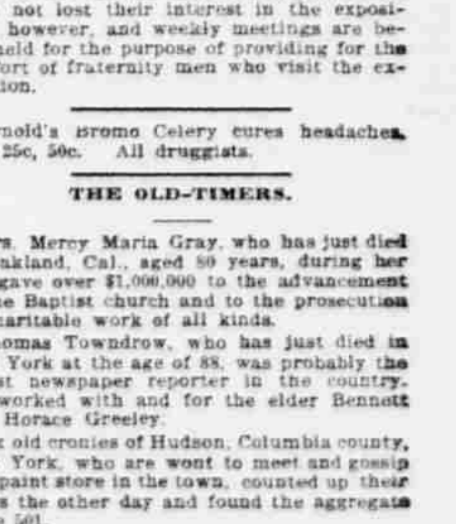 not lost their interest in the exposi-
however, and weekly meetings are be-
held for the purpose of providing for the
ort of fraternity men who visit the ex-
ion.
nold's Bromo Celery cures headaches,
25c, 50c. All druggists.
THE OLD-TIMERS.
rs. Mercy Maria Gray, who has just died
akland, Cal., aged 80 years, during her
gave over $1,000,000 to the advancement
he Baptist church and to the prosecution
haritable work of all kinds.
homas Towndrow, who has just died in
York at the age of 88, was probably the
st newspaper reporter in the country.
worked with and for the elder Bennett
Horace Greeley.
x old cronies of Hudson, Columbia county,
York, who are wont to meet and gossip
paint store in the town, counted up their
s the other day and found the aggregate
e 501.